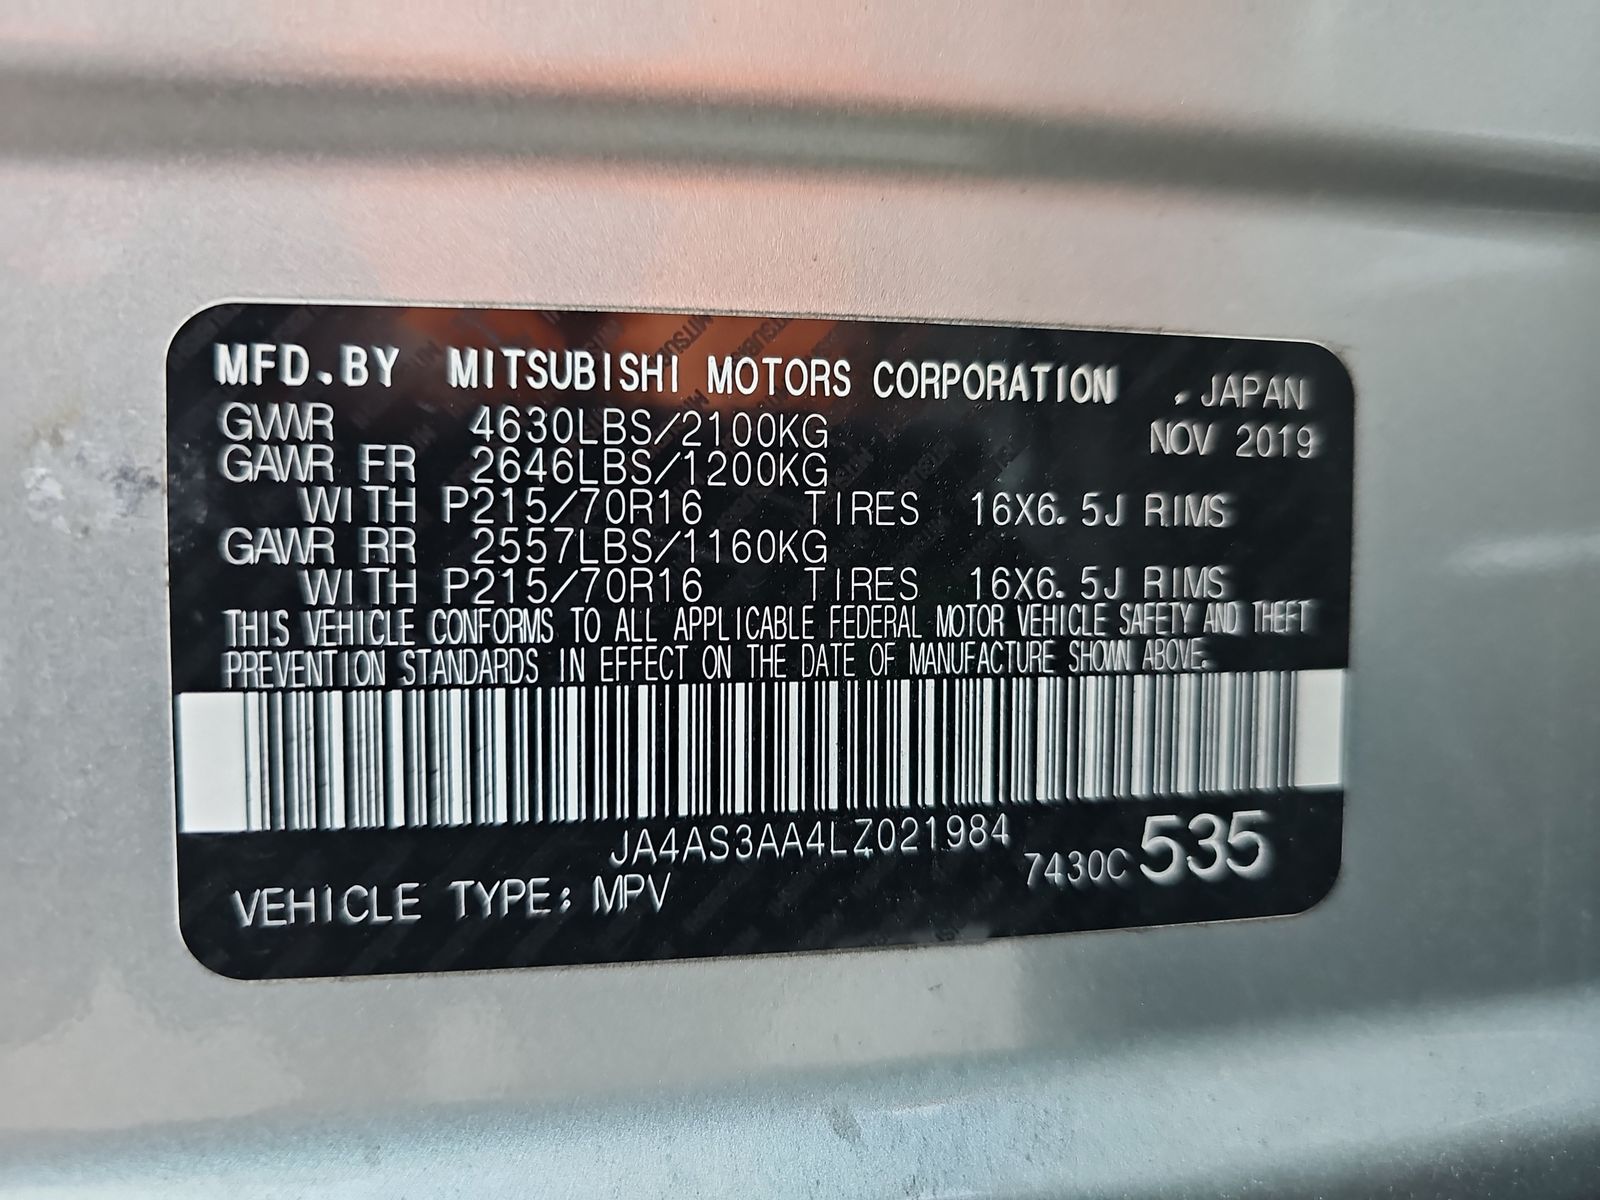 MFD.BY MITSUBISHI MOTORS CORPORATION , JAPAN
GVWR 4630LBS/2100KG NOV 2019
GAWR FR 2646LBS/1200KG
WITH P215/70R16 TIRES 16X6.5J RIMS
GAWR RR 2557LBS/1160KG
WITH P215/70R16 TIRES 16X6.5J RIMS
THIS VEHICLE CONFORMS TO ALL APPLICABLE FEDERAL MOTOR VEHICLE SAFETY AND THEFT
PREVENTION STANDARDS IN EFFECT ON THE DATE OF MANUFACTURE SHOWN ABOVE.
JA4AS3AA4LZ021984
7430C 535
VEHICLE TYPE: MPV